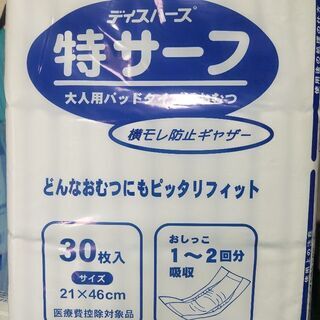 ディスパース
特サーフ
大人用パッドタイプ
むつ
横モレ防止ギャザー
どんなおむつにもピッタリフィット
30枚入
サイズ
21×46cm
医療費控除対象品
おしっこ
1〜2回分
吸収